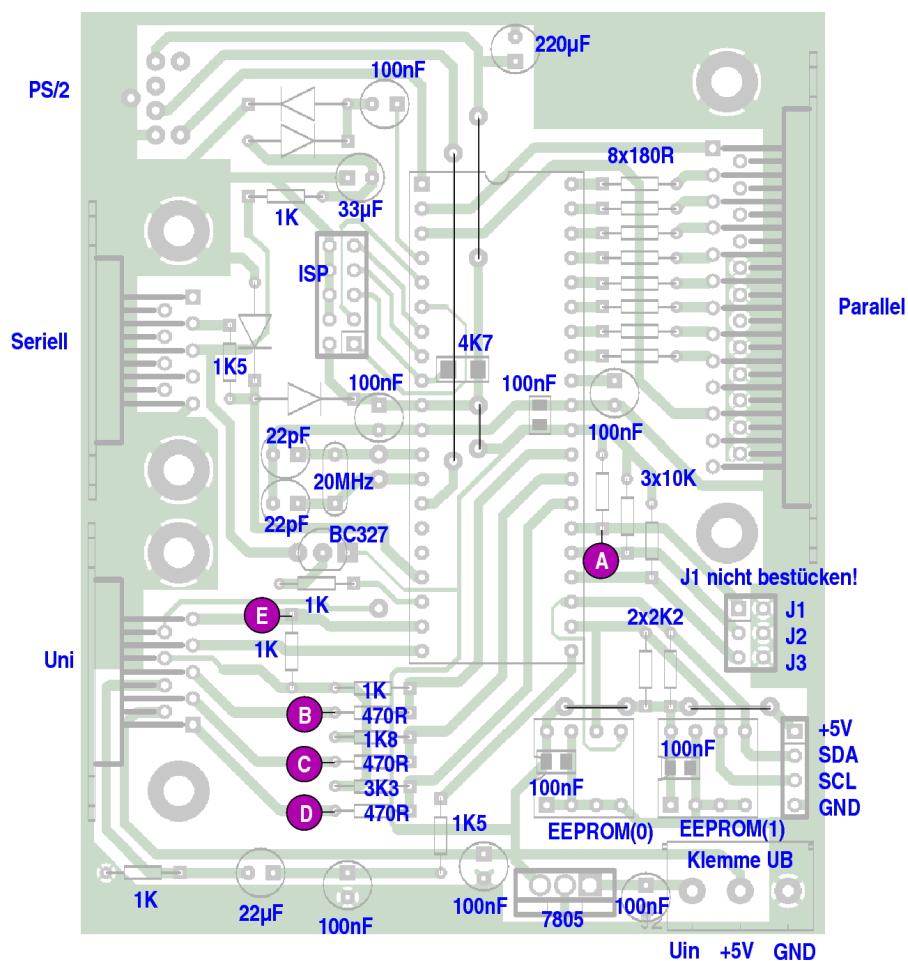 220µF
100nF
PS/2
8x180R
1K
33µF
ISP
Parallel
Seriell
4K7
1K5
100nF
100nF
100nF
22pF
20MHz
3x10K
22pF
BC327
A
J1 nicht bestücken!
1K
E
2x2K2
J1
J2
J3
1K
Uni
1K
B
470R
1K8
C
470R
3K3
D
470R
+5V
SDA
SCL
GND
100nF
100nF
1K5
EEPROM(0)
EEPROM(1)
Klemme UB
1K
22µF
100nF
100nF
7805
100nF
J2
Uin
+5V
GND